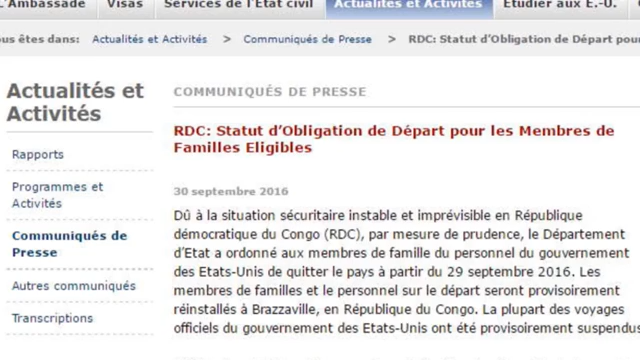 L'Ambassade Visas Services de l'Etat civil Actualités et Activités Etudier aux E.-U.
ous êtes dans: Actualités et Activités > Communiqués de Presse > RDC: Statut d'Obligation de Départ pour
Actualités et
Activités
Rapports
Programmes et
Activités
Communiqués de
Presse
Autres communiqués
Transcriptions
COMMUNIQUÉS DE PRESSE
RDC: Statut d'Obligation de Départ pour les Membres de
Familles Eligibles
30 septembre 2016
Dû à la situation sécuritaire instable et imprévisible en République
démocratique du Congo (RDC), par mesure de prudence, le Département
d'Etat a ordonné aux membres de famille du personnel du gouvernement
des Etats-Unis de quitter le pays à partir du 29 septembre 2016. Les
membres de familles et le personnel sur le départ seront provisoirement
réinstallés à Brazzaville, en République du Congo. La plupart des voyages
officiels du gouvernement des Etats-Unis ont été provisoirement suspendus